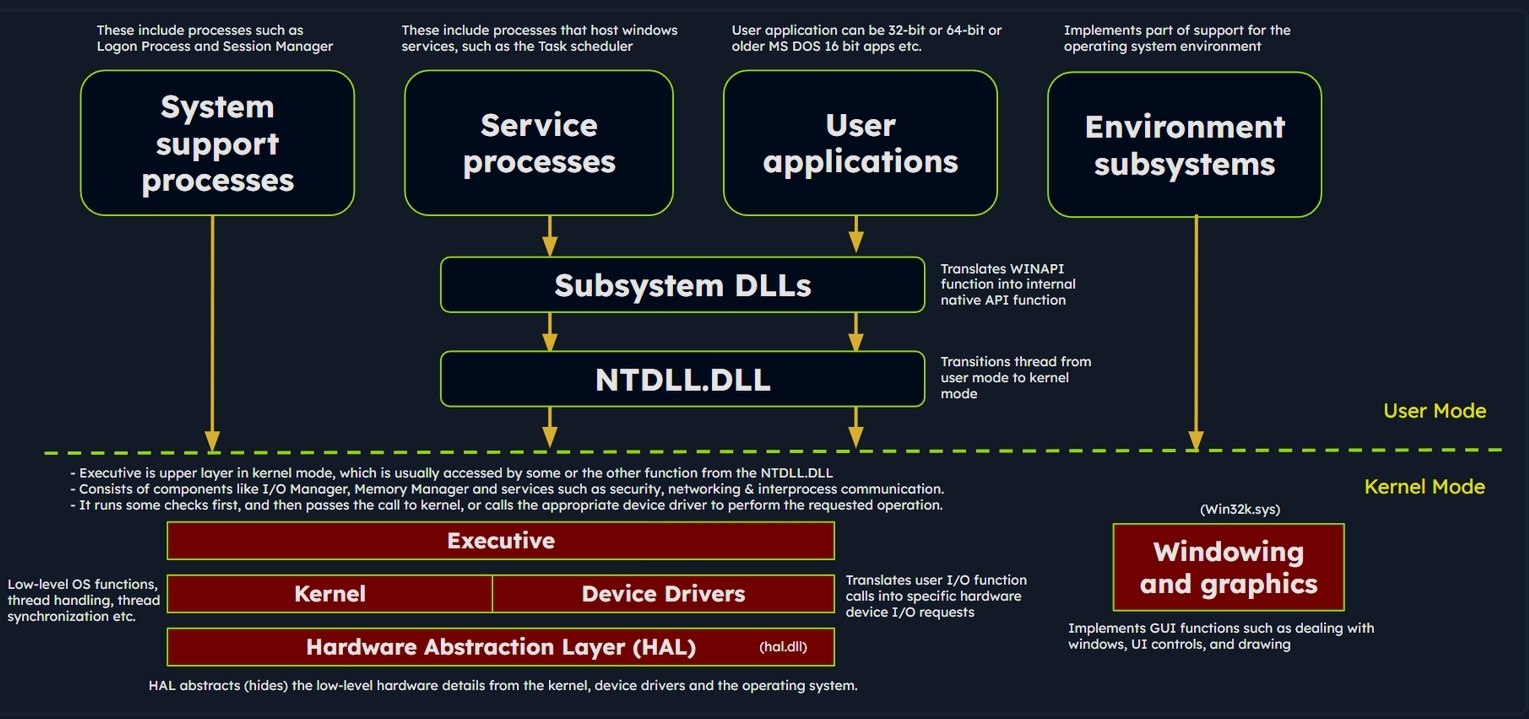 These include processes such as
Logon Process and Session Manager
These include processes that host windows
services, such as the Task scheduler
User application can be 32-bit or 64-bit or
older MS DOS 16 bit apps etc.
Implements part of support for the
operating system environment
System
support
processes
Service
processes
User
applications
Environment
subsystems
Subsystem DLLs
Translates WINAPI
function into internal
native API function
NTDLL.DLL
Transitions thread from
user mode to kernel
mode
User Mode
- Executive is upper layer in kernel mode, which is usually accessed by some or the other function from the NTDLL.DLL
- Consists of components like I/O Manager, Memory Manager and services such as security, networking & interprocess communication.
- It runs some checks first, and then passes the call to kernel, or calls the appropriate device driver to perform the requested operation.
Kernel Mode
(Win32k.sys)
Executive
Windowing
and graphics
Low-level OS functions,
thread handling, thread
synchronization etc.
Kernel
Device Drivers
Translates user I/O function
calls into specific hardware
device I/O requests
Implements GUI functions such as dealing with
windows, UI controls, and drawing
Hardware Abstraction Layer (HAL)
(hal.dll)
HAL abstracts (hides) the low-level hardware details from the kernel, device drivers and the operating system.